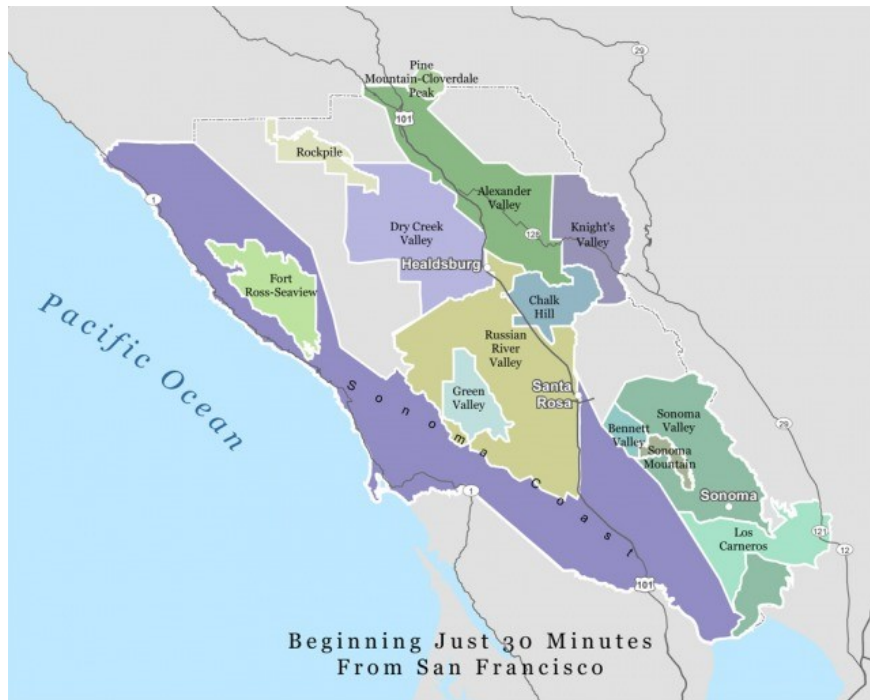 29
Pine
Mountain-Cloverdale
Peak
101
Rockpile
1
Alexander
Valley
Dry Creek
Valley
128
Knight's
Valley
Healdsburg
Fort
Ross-Seaview
Chalk
Hill
Russian
River
Valley
Pacific Ocean
Santa
Rosa
Green
Valley
Sonoma Coast
Sonoma
Valley
Bennett
Valley
Sonoma
Mountain
29
1
Sonoma
Los
Carneros
121
12
101
Beginning Just 30 Minutes
From San Francisco